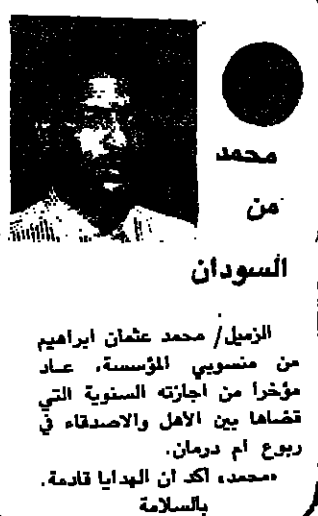 محمد
من
السودان
الزميل/ محمد عثمان ابراهيم
من منسوبي المؤسسة، عاد
مؤخرا من اجازته السنوية التي
قضاها بين الأهل والاصدقاء في
ربوع ام درمان.
«محمد» اكد ان الهدايا قادمة.
بالسلامة